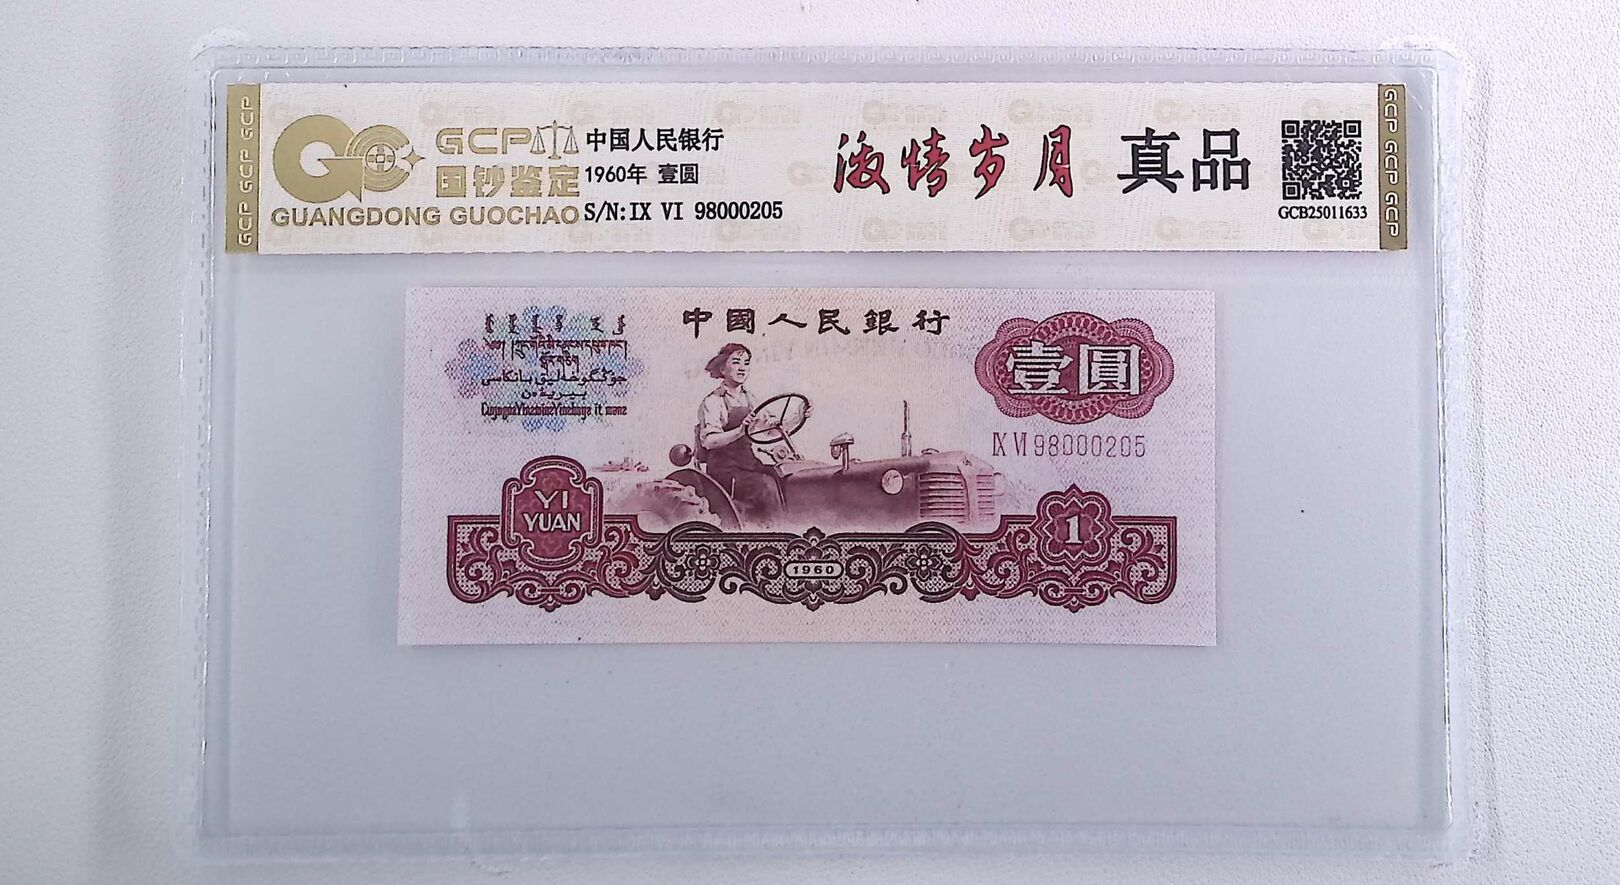 GCP
国钞鉴定
GUANGDONG GUOCHAO
中国人民银行
1960年 壹圆
S/N:IX VI 98000205
激情岁月 真品
GCB25011633
GCP GCP GCP
GCP GCP GCP
中國人民銀行
壹圓
IX VI 98000205
YI
YUAN
1
1960